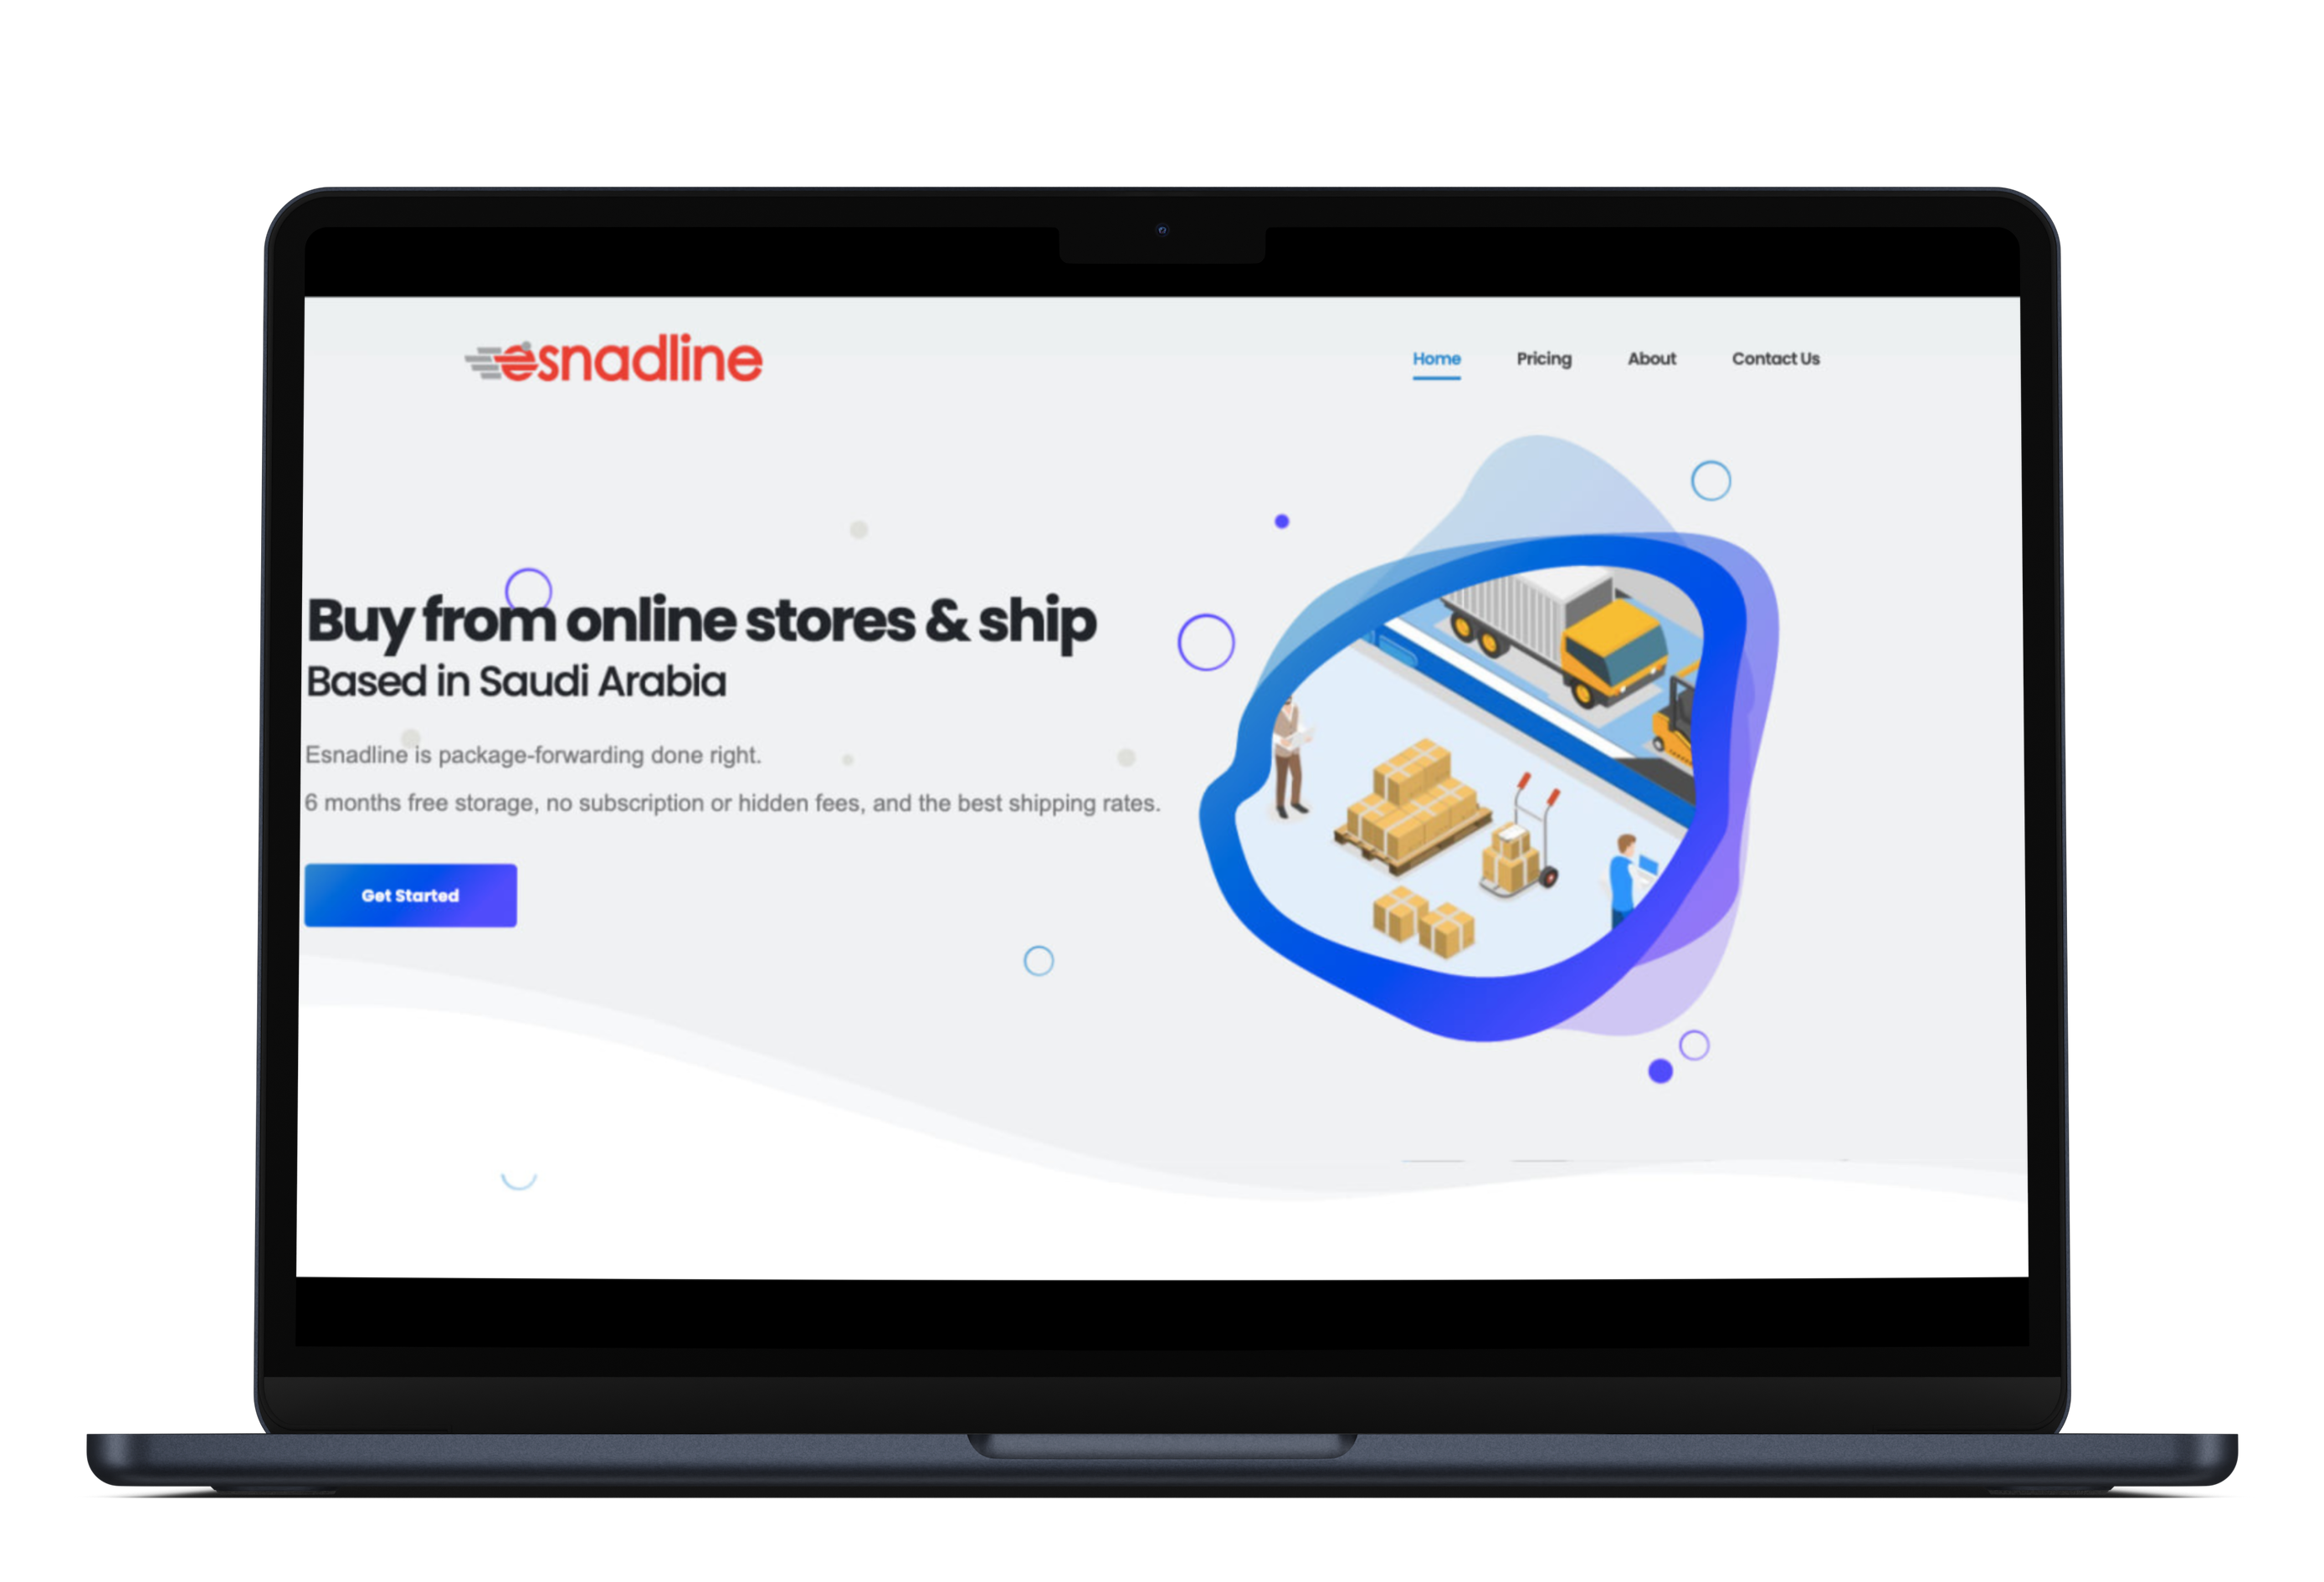 esnadline
Home Pricing About Contact Us
Buy from online stores & ship
Based in Saudi Arabia
Esnadline is package-forwarding done right.
6 months free storage, no subscription or hidden fees, and the best shipping rates.
Get Started